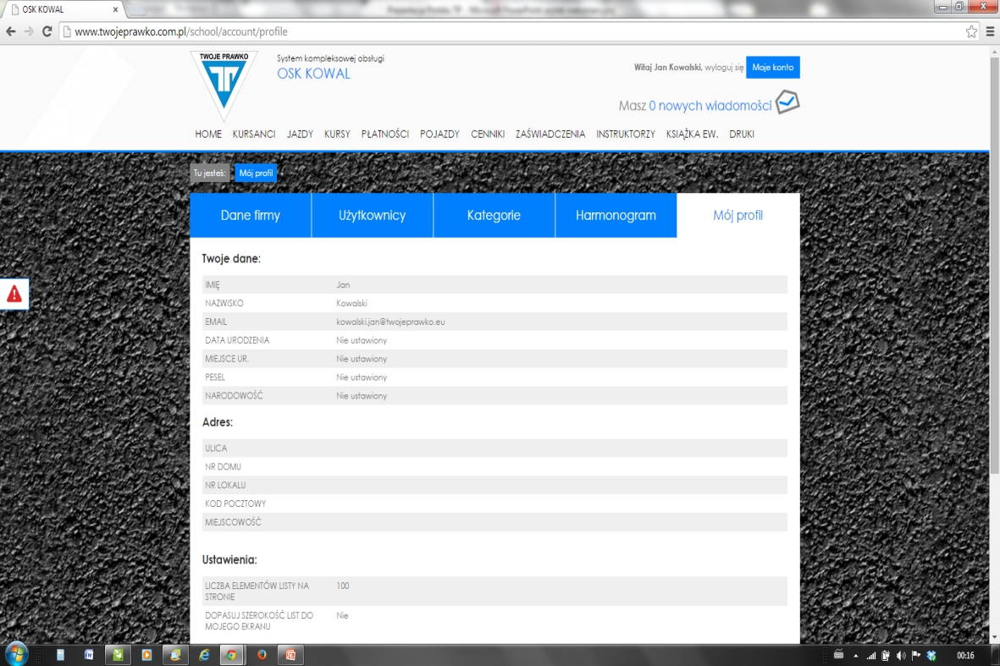 OSK KOWAL
Prezentacja Portalu TP - Microsoft PowerPoint
www.twojeprawko.com.pl/school/account/profile
TWOJE PRAWKO
System kompleksowej obsługi
OSK KOWAL
Witaj Jan Kowalski, wyloguj się Moje konto
Masz 0 nowych wiadomości
HOME KURSANCI JAZDY KURSY PŁATNOŚCI POJAZDY CENNIKI ZAŚWIADCZENIA INSTRUKTORZY KSIĄŻKA EW. DRUKI
Tu jesteś: Mój profil
Dane firmy Użytkownicy Kategorie Harmonogram Mój profil
Twoje dane:
IMIĘ Jan
NAZWISKO Kowalski
EMAIL kowalski.jan@twojeprawko.eu
DATA URODZENIA Nie ustawiony
MIEJSCE UR. Nie ustawiony
PESEL Nie ustawiony
NARODOWOŚĆ Nie ustawiony
Adres:
ULICA
NR DOMU
NR LOKALU
KOD POCZTOWY
MIEJSCOWOŚĆ
Ustawienia:
LICZBA ELEMENTÓW LISTY NA 100
STRONIE
DOPASUJ SZEROKOŚĆ LIST DO Nie
MOJEGO EKRANU
00:16